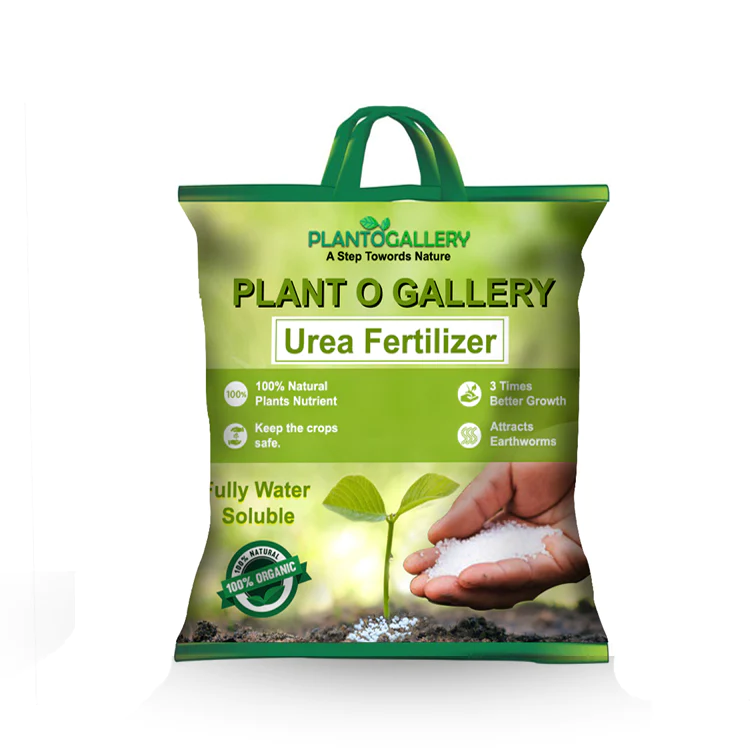 PLANTOGALLERY
A Step Towards Nature
PLANT O GALLERY
Urea Fertilizer
100%
100% Natural
Plants Nutrient
3 Times
Better Growth
Keep the crops
safe.
Attracts
Earthworms
Fully Water
Soluble
100% NATURAL
100% ORGANIC